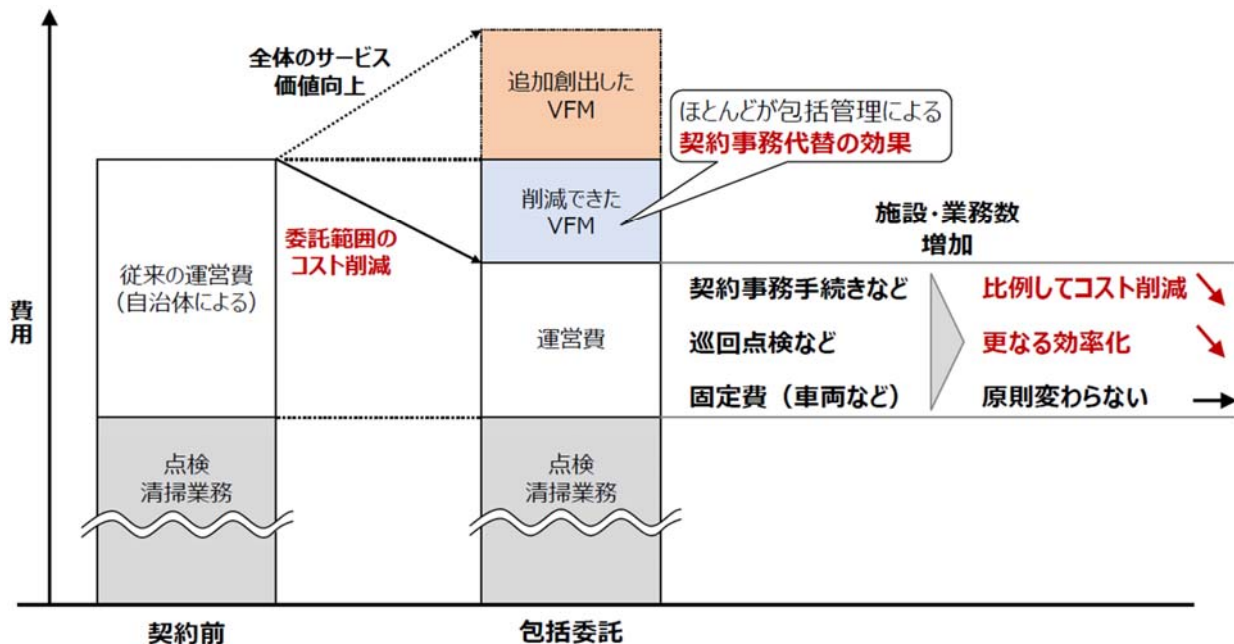 全体のサービス
価値向上
追加創出した
VFM
ほとんどが包括管理による
契約事務代替の効果
削減できた
VFM
施設・業務数
増加
委託範囲の
コスト削減
従来の運営費
（自治体による）
費用
運営費
契約事務手続きなど
比例してコスト削減
巡回点検など
更なる効率化
固定費（車両など）
原則変わらない
点検
清掃業務
点検
清掃業務
契約前
包括委託